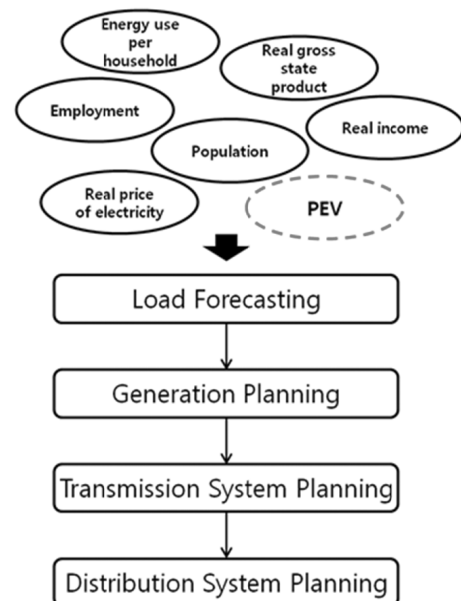 Energy use
per
household
Real gross
state
product
Employment
Real income
Population
Real price
of electricity
PEV
Load Forecasting
Generation Planning
Transmission System Planning
Distribution System Planning